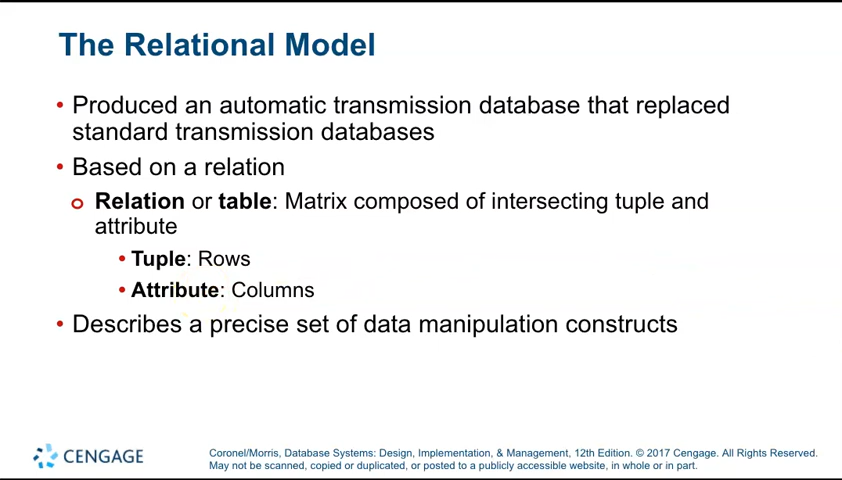 The Relational Model
• Produced an automatic transmission database that replaced
standard transmission databases
• Based on a relation
o Relation or table: Matrix composed of intersecting tuple and
attribute
• Tuple: Rows
• Attribute: Columns
• Describes a precise set of data manipulation constructs
CENGAGE
Coronel/Morris, Database Systems: Design, Implementation, & Management, 12th Edition. © 2017 Cengage. All Rights Reserved.
May not be scanned, copied or duplicated, or posted to a publicly accessible website, in whole or in part.